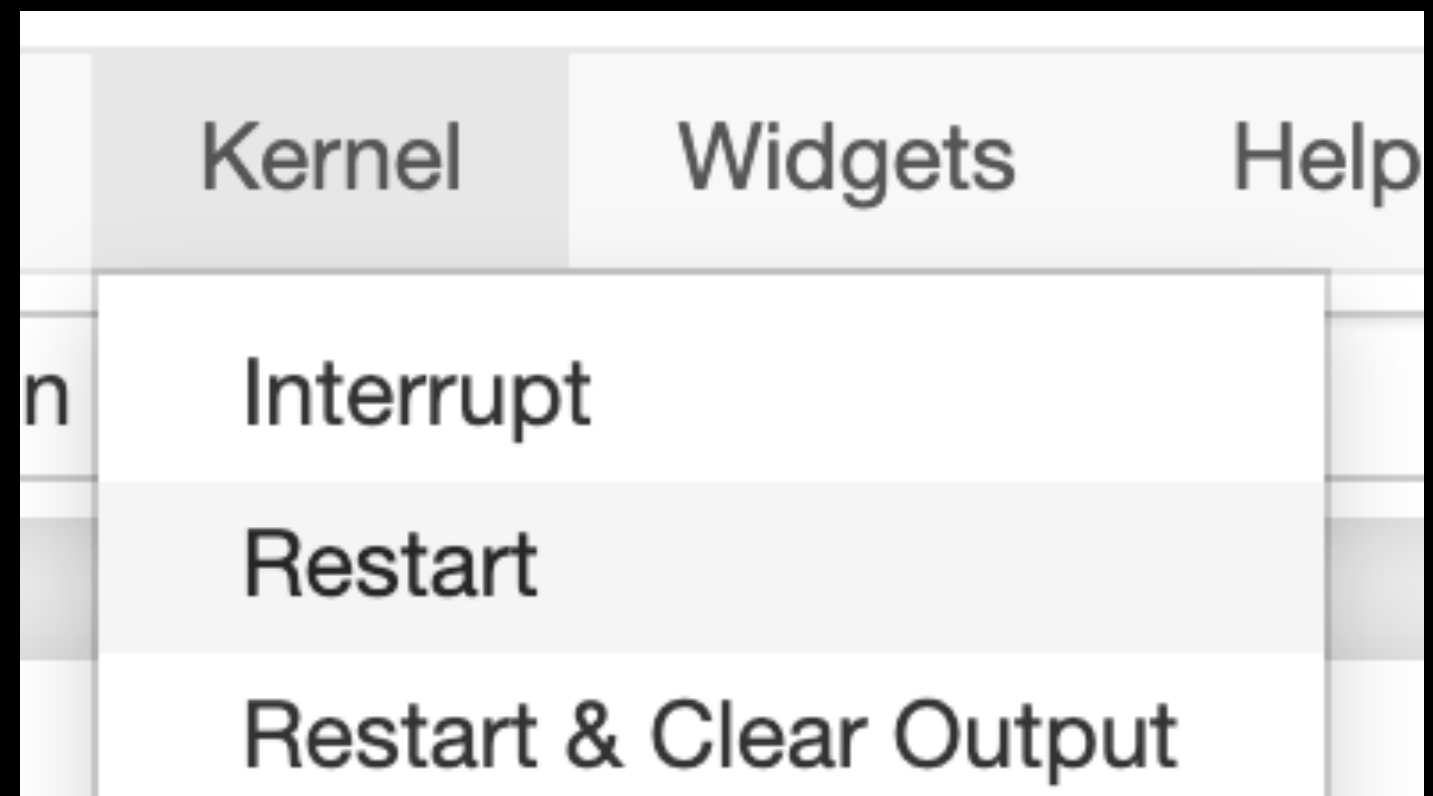 Kernel Widgets Help
n
Interrupt
Restart
Restart & Clear Output